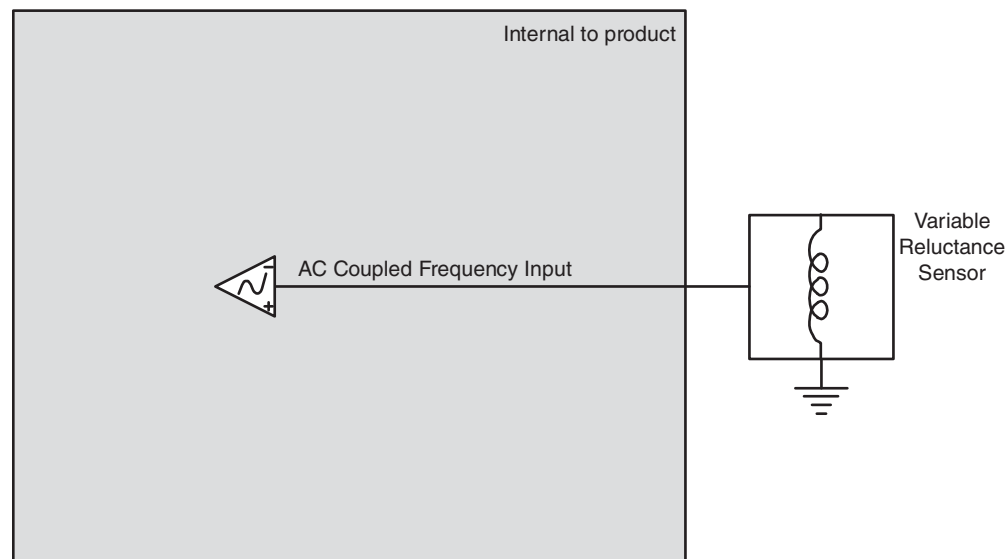 Internal to product
AC Coupled Frequency Input
Variable
Reluctance
Sensor